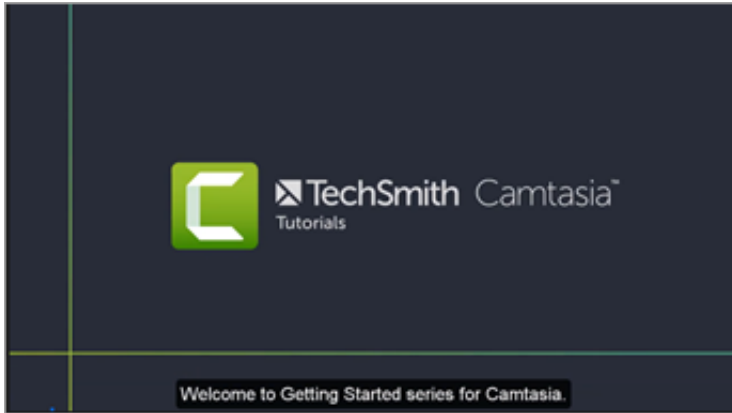 TechSmith Camtasia™
Tutorials
Welcome to Getting Started series for Camtasia.